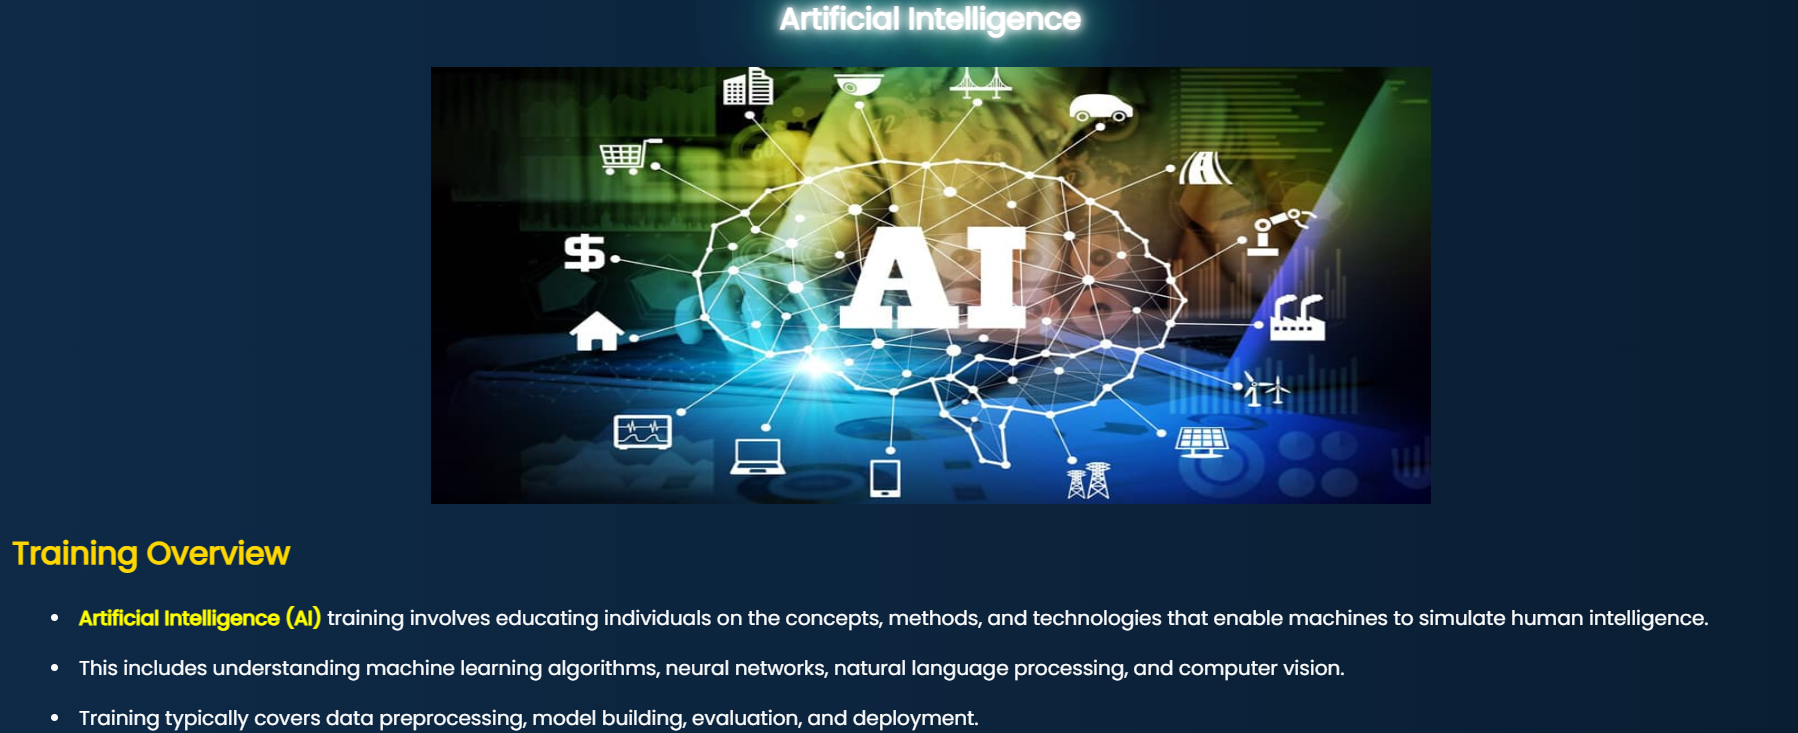 Artificial Intelligence
72
60
AI
$
Training Overview
Artificial Intelligence (AI) training involves educating individuals on the concepts, methods, and technologies that enable machines to simulate human intelligence.
This includes understanding machine learning algorithms, neural networks, natural language processing, and computer vision.
Training typically covers data preprocessing, model building, evaluation, and deployment.